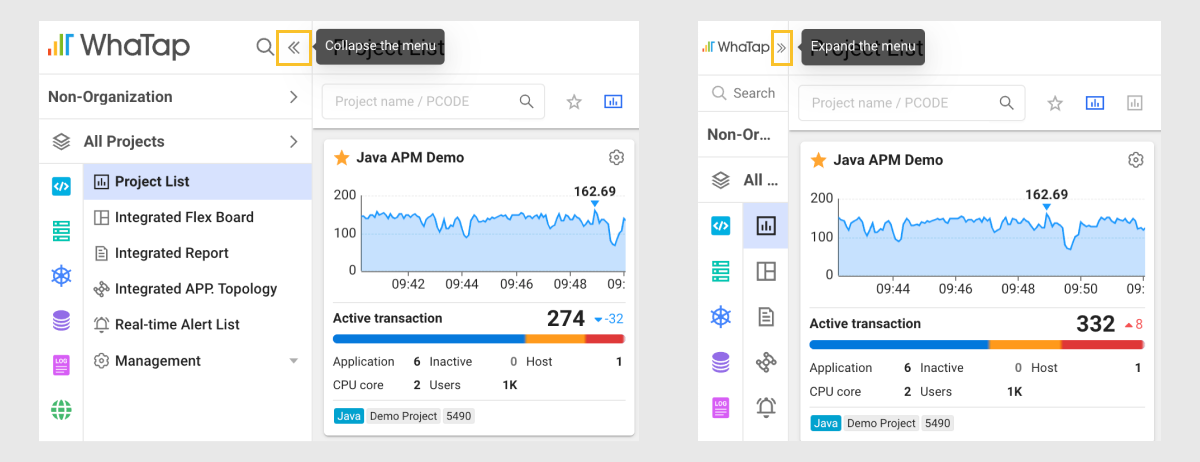 WhaTap
Collapse the menu
Project List
Non-Organization
Project name / PCODE
All Projects
Project List
Integrated Flex Board
Integrated Report
Integrated APP. Topology
Real-time Alert List
Management
LOG
Java APM Demo
162.69
200
100
0
09:42 09:44 09:46 09:48 09:
Active transaction 274 -32
Application 6 Inactive 0 Host 1
CPU core 2 Users 1K
Java Demo Project 5490
WhaTap
Expand the menu
Project List
Search
Project name / PCODE
Non-Or...
All ...
LOG
Java APM Demo
162.69
200
100
0
09:44 09:46 09:48 09:50 09:
Active transaction 332 8
Application 6 Inactive 0 Host 1
CPU core 2 Users 1K
Java Demo Project 5490